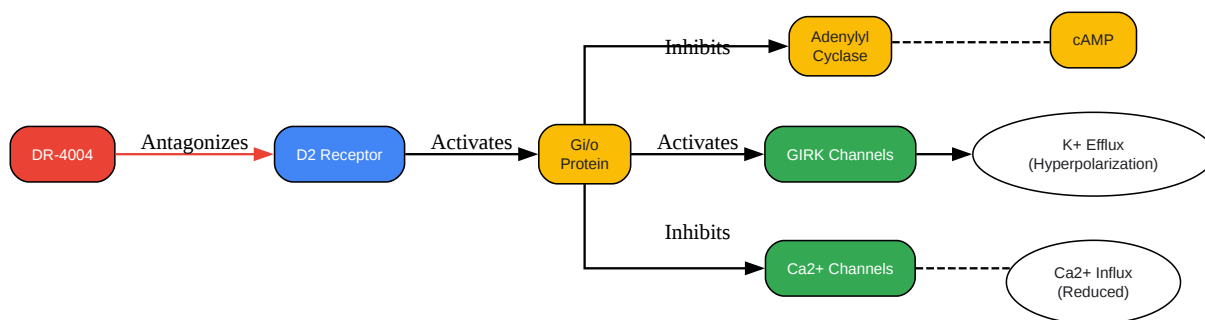 Inhibits
Adenylyl
Cyclase
cAMP
DR-4004
Antagonizes
D2 Receptor
Activates
Gi/o
Protein
Activates
GIRK Channels
K+ Efflux
(Hyperpolarization)
Inhibits
Ca2+ Channels
Ca2+ Influx
(Reduced)